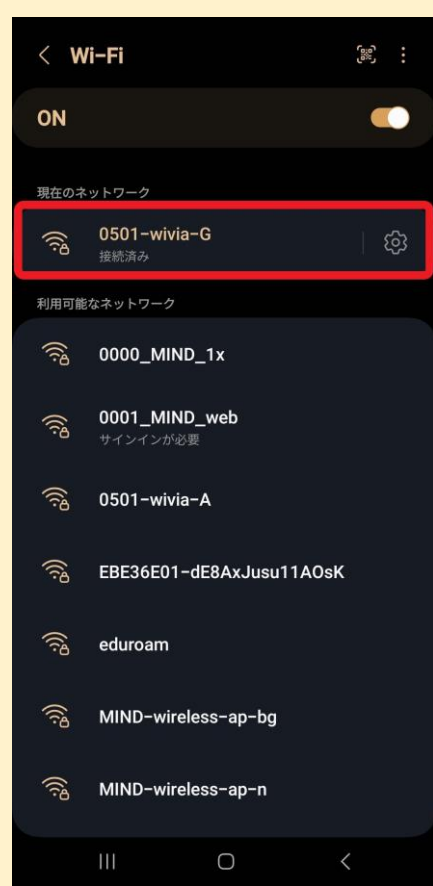 Wi-Fi
ON
現在のネットワーク
0501-wivia-G
接続済み
利用可能なネットワーク
0000_MIND_1x
0001_MIND_web
サインインが必要
0501-wivia-A
EBE36E01-dE8AxJusu11AOsK
eduroam
MIND-wireless-ap-bg
MIND-wireless-ap-n